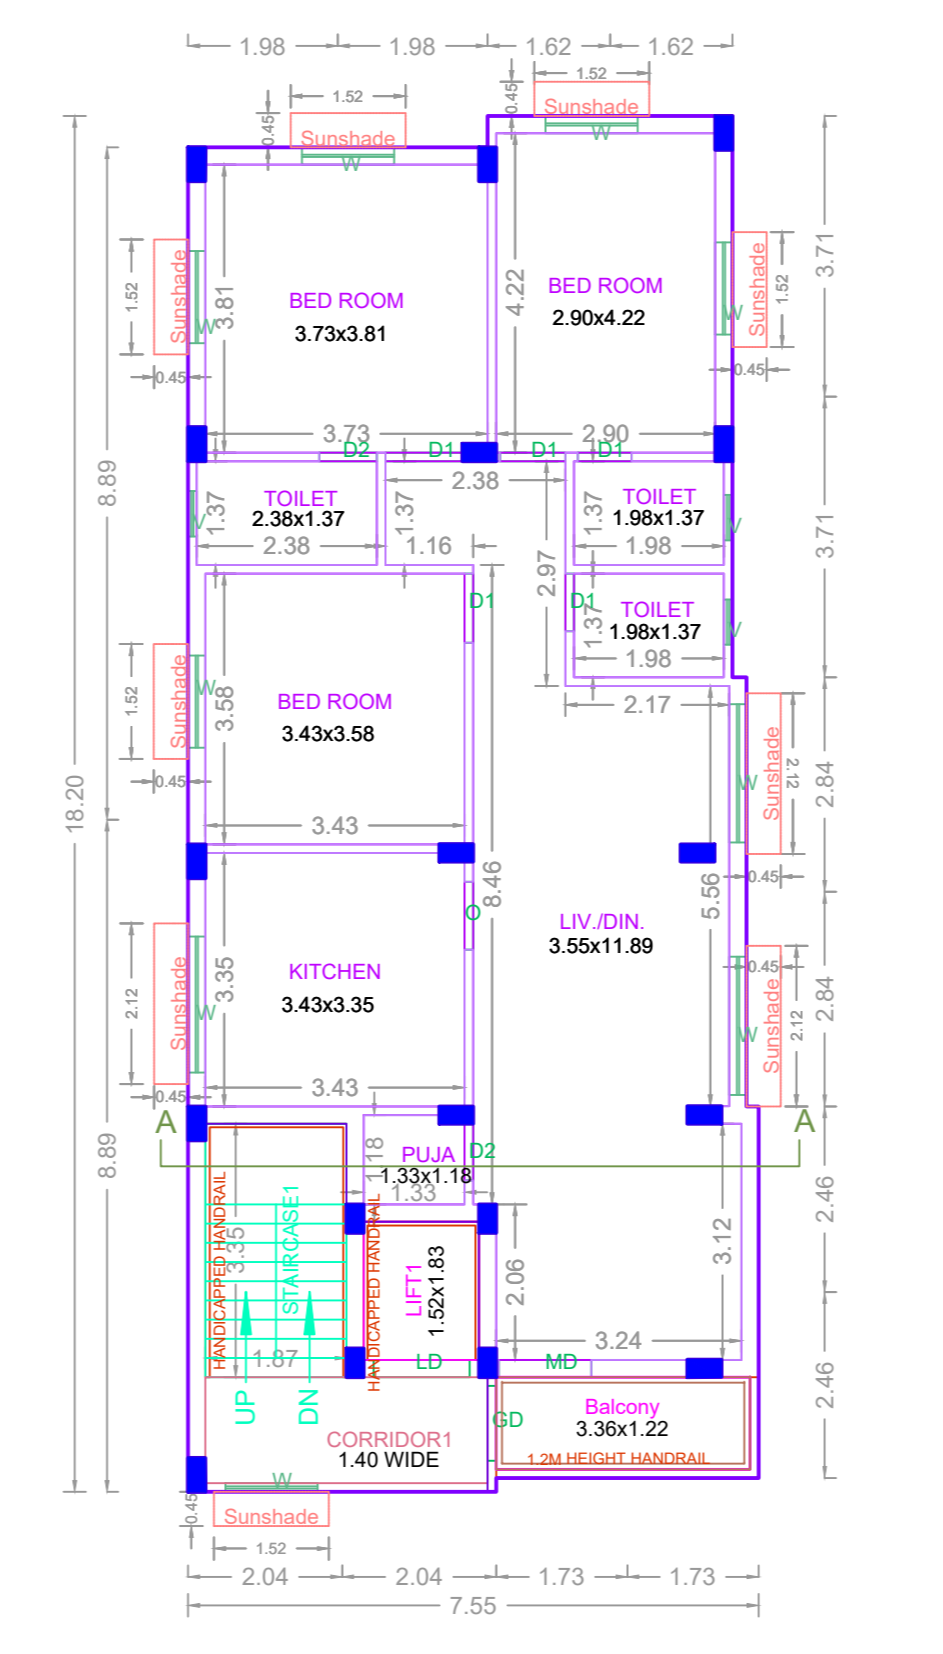 1.98
1.98
1.62
1.62
1.52
1.52
0.45
0.45
Sunshade
Sunshade
W
W
3.71
1.52
Sunshade
W
3.81
4.22
BED ROOM
3.73x3.81
BED ROOM
2.90x4.22
W
Sunshade
1.52
0.45
0.45
3.73
2.90
D2
D1
D1
D1
8.89
2.38
TOILET
2.38x1.37
1.37
V
2.38
1.37
1.16
TOILET
1.98x1.37
1.37
V
1.98
3.71
2.97
D1
D1
TOILET
1.98x1.37
1.37
V
1.98
2.17
1.52
Sunshade
W
3.58
BED ROOM
3.43x3.58
0.45
3.43
18.20
W
Sunshade
2.12
2.84
0.45
8.46
5.56
O
LIV./DIN.
3.55x11.89
KITCHEN
3.43x3.35
3.35
2.12
Sunshade
W
0.45
3.43
0.45
W
Sunshade
2.12
2.84
A
A
8.89
PUJA
1.33x1.18
1.18
1.33
D2
HANDICAPPED HANDRAIL
3.35
STAIRCASE1
HANDICAPPED HANDRAIL
LIFT1
1.52x1.83
2.06
3.12
2.46
3.24
1.87
LD
MD
2.46
UP
DN
GD
Balcony
3.36x1.22
1.2M HEIGHT HANDRAIL
CORRIDOR1
1.40 WIDE
W
0.45
Sunshade
1.52
2.04
2.04
1.73
1.73
7.55